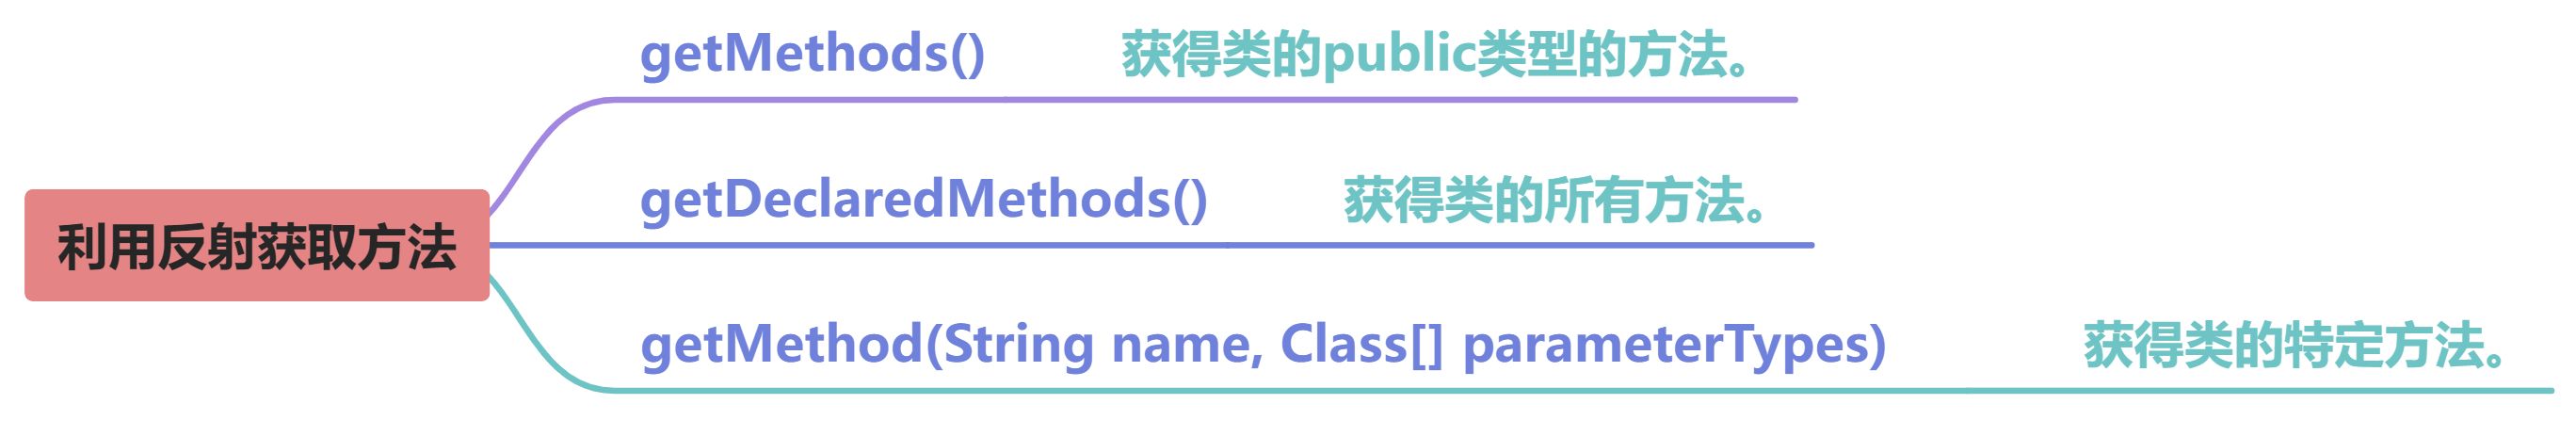 getMethods() 获得类的public类型的方法。
getDeclaredMethods() 获得类的所有方法。
利用反射获取方法
getMethod(String name, Class[] parameterTypes) 获得类的特定方法。